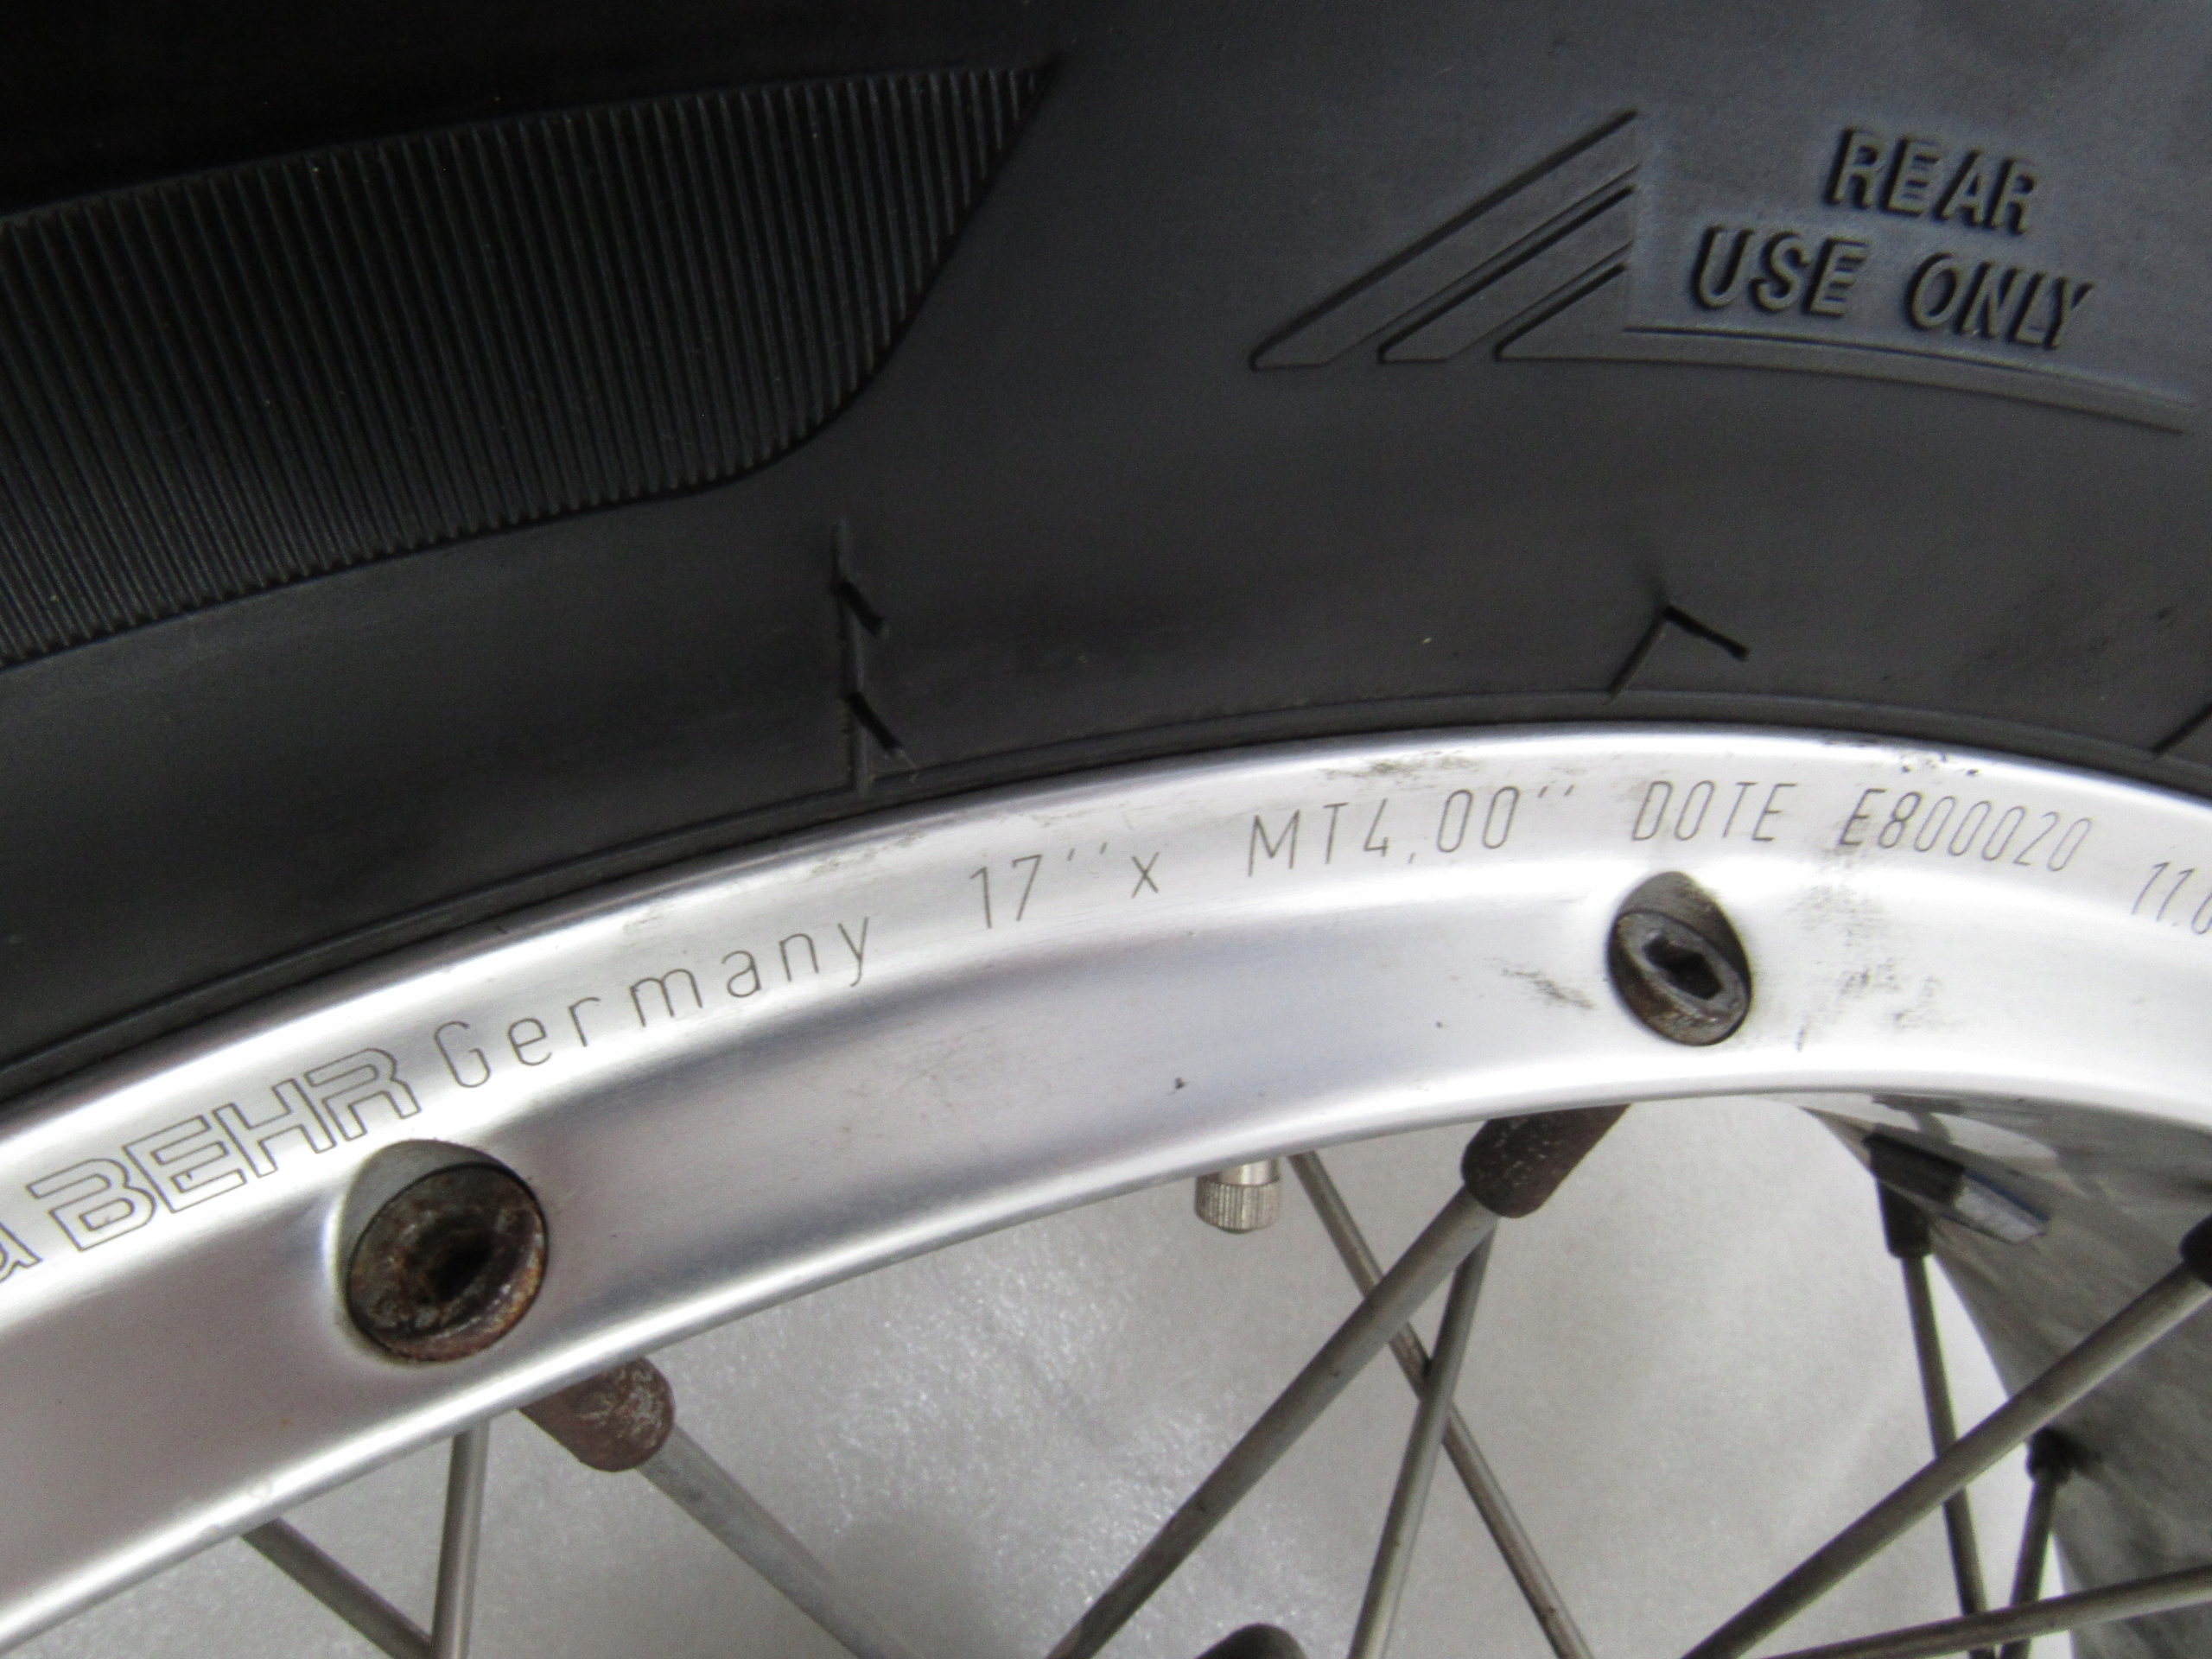 REAR
USE ONLY
BEHR Germany 17'' x MT4.00'' DOTE E800020